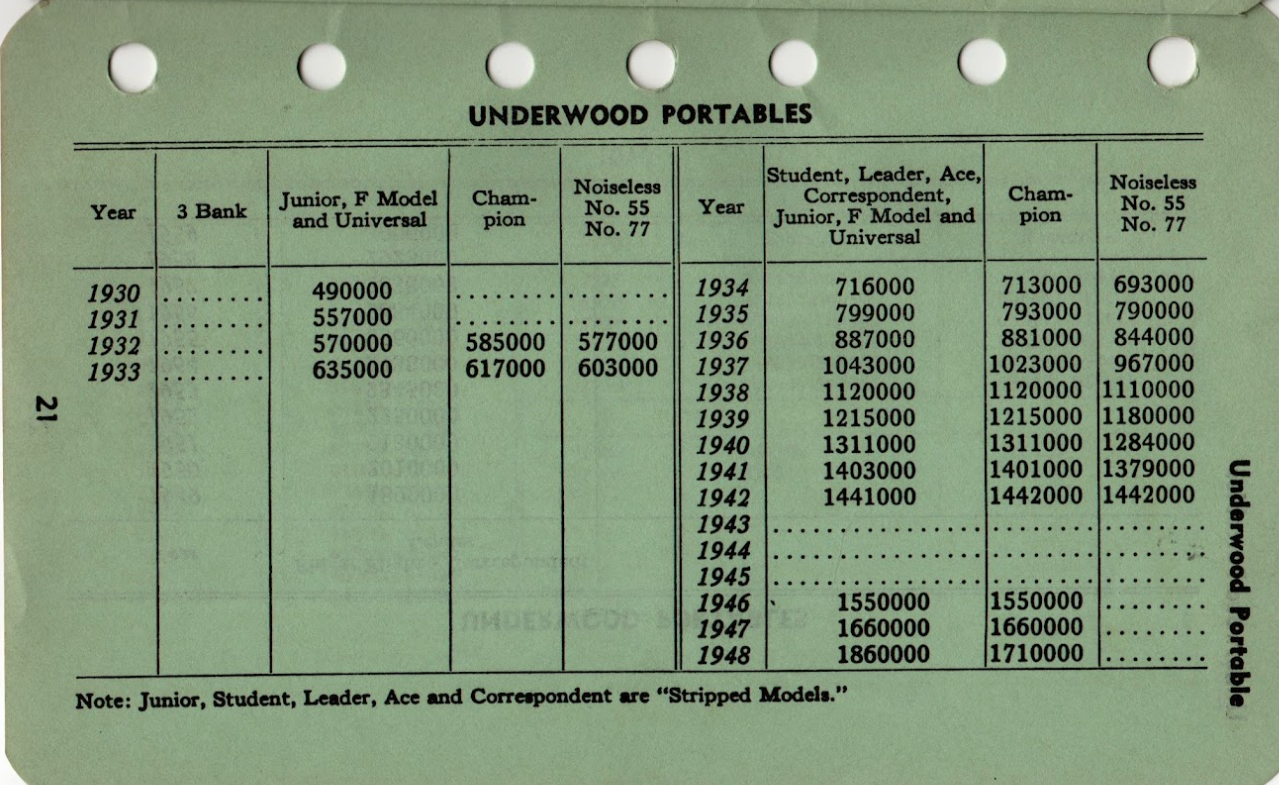 UNDERWOOD PORTABLES
Year 3 Bank Junior, F Model and Universal Cham-pion Noiseless No. 55 No. 77 Year Student, Leader, Ace, Correspondent, Junior, F Model and Universal Cham-pion Noiseless No. 55 No. 77
1930 ........ 490000 ........ ........ 1934 716000 713000 693000
1931 ........ 557000 ........ ........ 1935 799000 793000 790000
1932 ........ 570000 585000 577000 1936 887000 881000 844000
1933 ........ 635000 617000 603000 1937 1043000 1023000 967000
1938 1120000 1120000 1110000
1939 1215000 1215000 1180000
1940 1311000 1311000 1284000
1941 1403000 1401000 1379000
1942 1441000 1442000 1442000
1943 ........ ........ ........
1944 ........ ........ ........
1945 ........ ........ ........
1946 1550000 1550000 ........
1947 1660000 1660000 ........
1948 1860000 1710000 ........
Note: Junior, Student, Leader, Ace and Correspondent are “Stripped Models.”
21
Underwood Portable